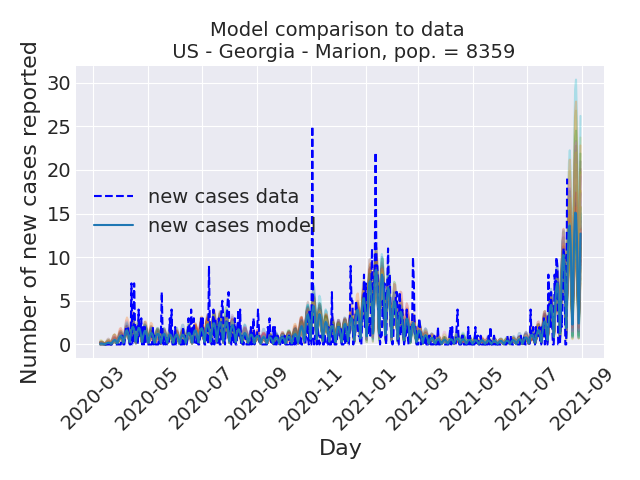 Model comparison to data
US - Georgia - Marion, pop. = 8359
Number of new cases reported
30
25
20
15
10
5
0
new cases data
new cases model
2020-03
2020-05
2020-07
2020-09
2020-11
2021-01
2021-03
2021-05
2021-07
2021-09
Day